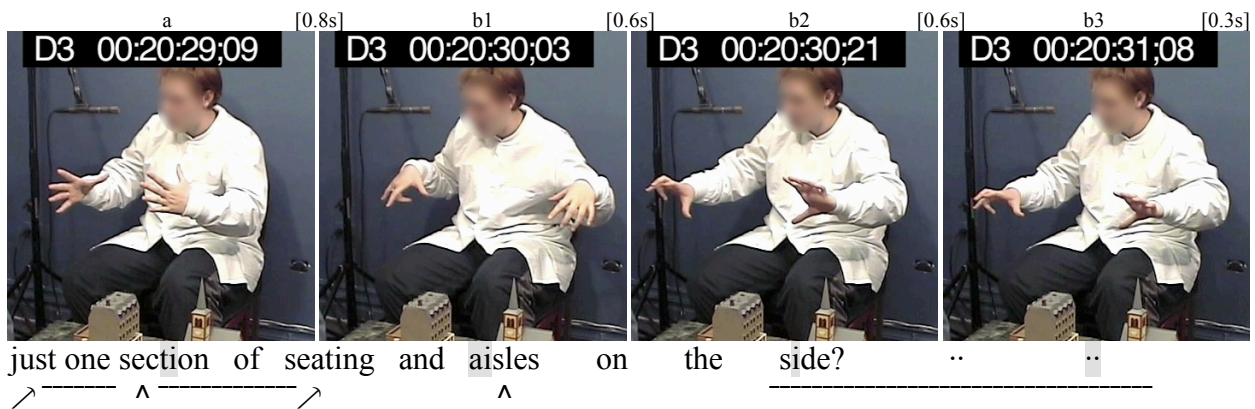 a [0.8s] b1 [0.6s] b2 [0.6s] b3 [0.3s]
D3 00:20:29;09 D3 00:20:30;03 D3 00:20:30;21 D3 00:20:31;08
just one section of seating and aisles on the side? .. ..